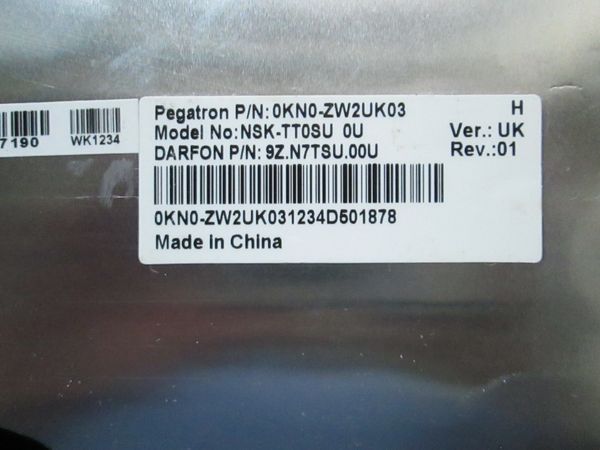 Pegatron P/N: 0KN0-ZW2UK03 H
Model No:NSK-TT0SU 0U Ver.: UK
DARFON P/N: 9Z.N7TSU.00U Rev.:01
7190 WK1234
0KN0-ZW2UK031234D501878
Made in China